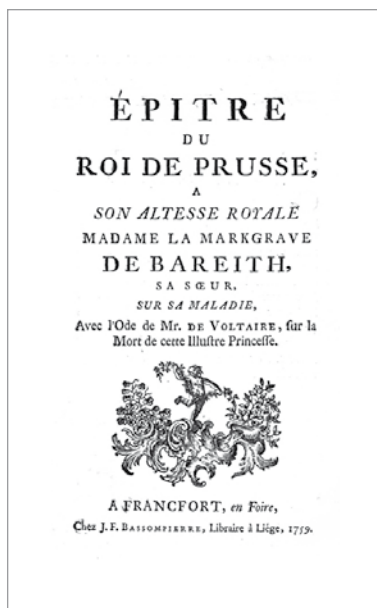 ÉPITRE
DU
ROI DE PRUSSE,
A
SON ALTESSE ROYALE
MADAME LA MARKGRAVE
DE BAREITH,
SA SŒUR,
SUR SA MALADIE,
Avec l'Ode de Mr. DE VOLTAIRE, ſur la
Mort de cette Illuſtre Princeſſe.
A FRANCFORT, en Foire,
Chez J. F. BASSOMPIERRE, Libraire à Liège, 1759.